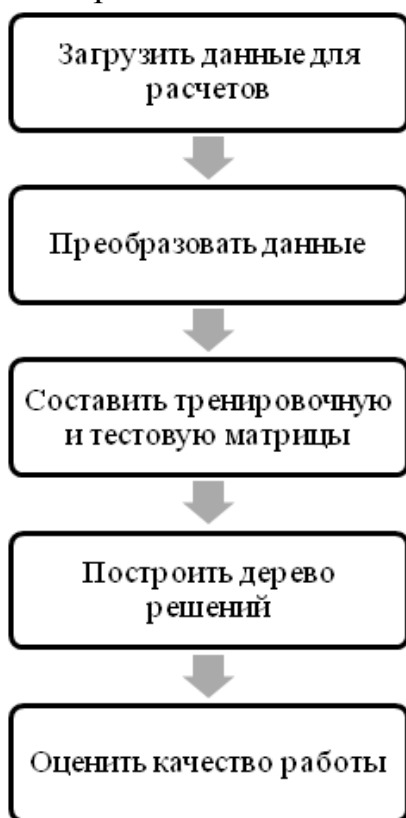 Загрузить данные для
расчетов
Преобразовать данные
Составить тренировочную
и тестовую матрицы
Построить дерево
решений
Оценить качество работы